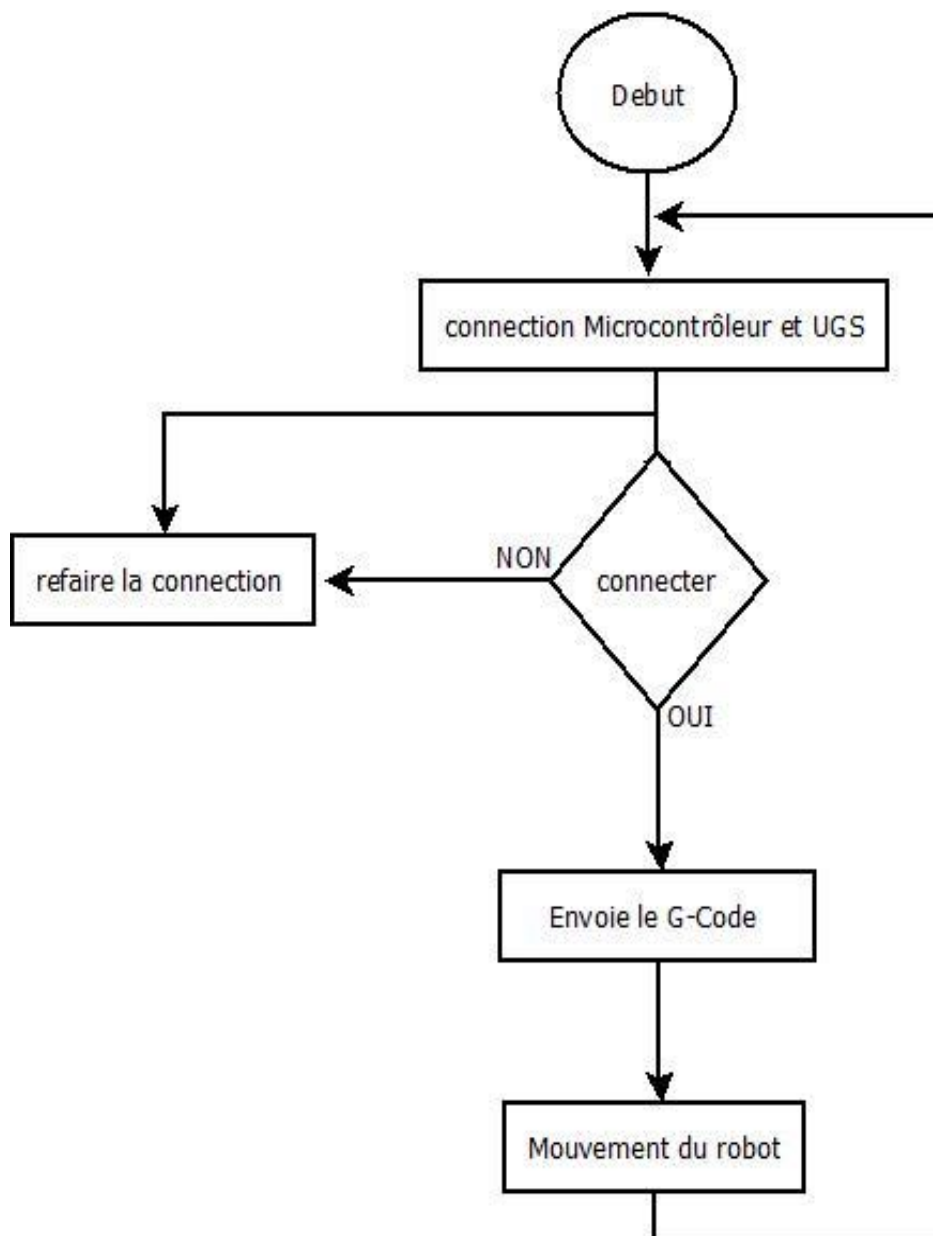 Debut
connection Microcontrôleur et UGS
NON
connecter
refaire la connection
OUI
Envoie le G-Code
Mouvement du robot